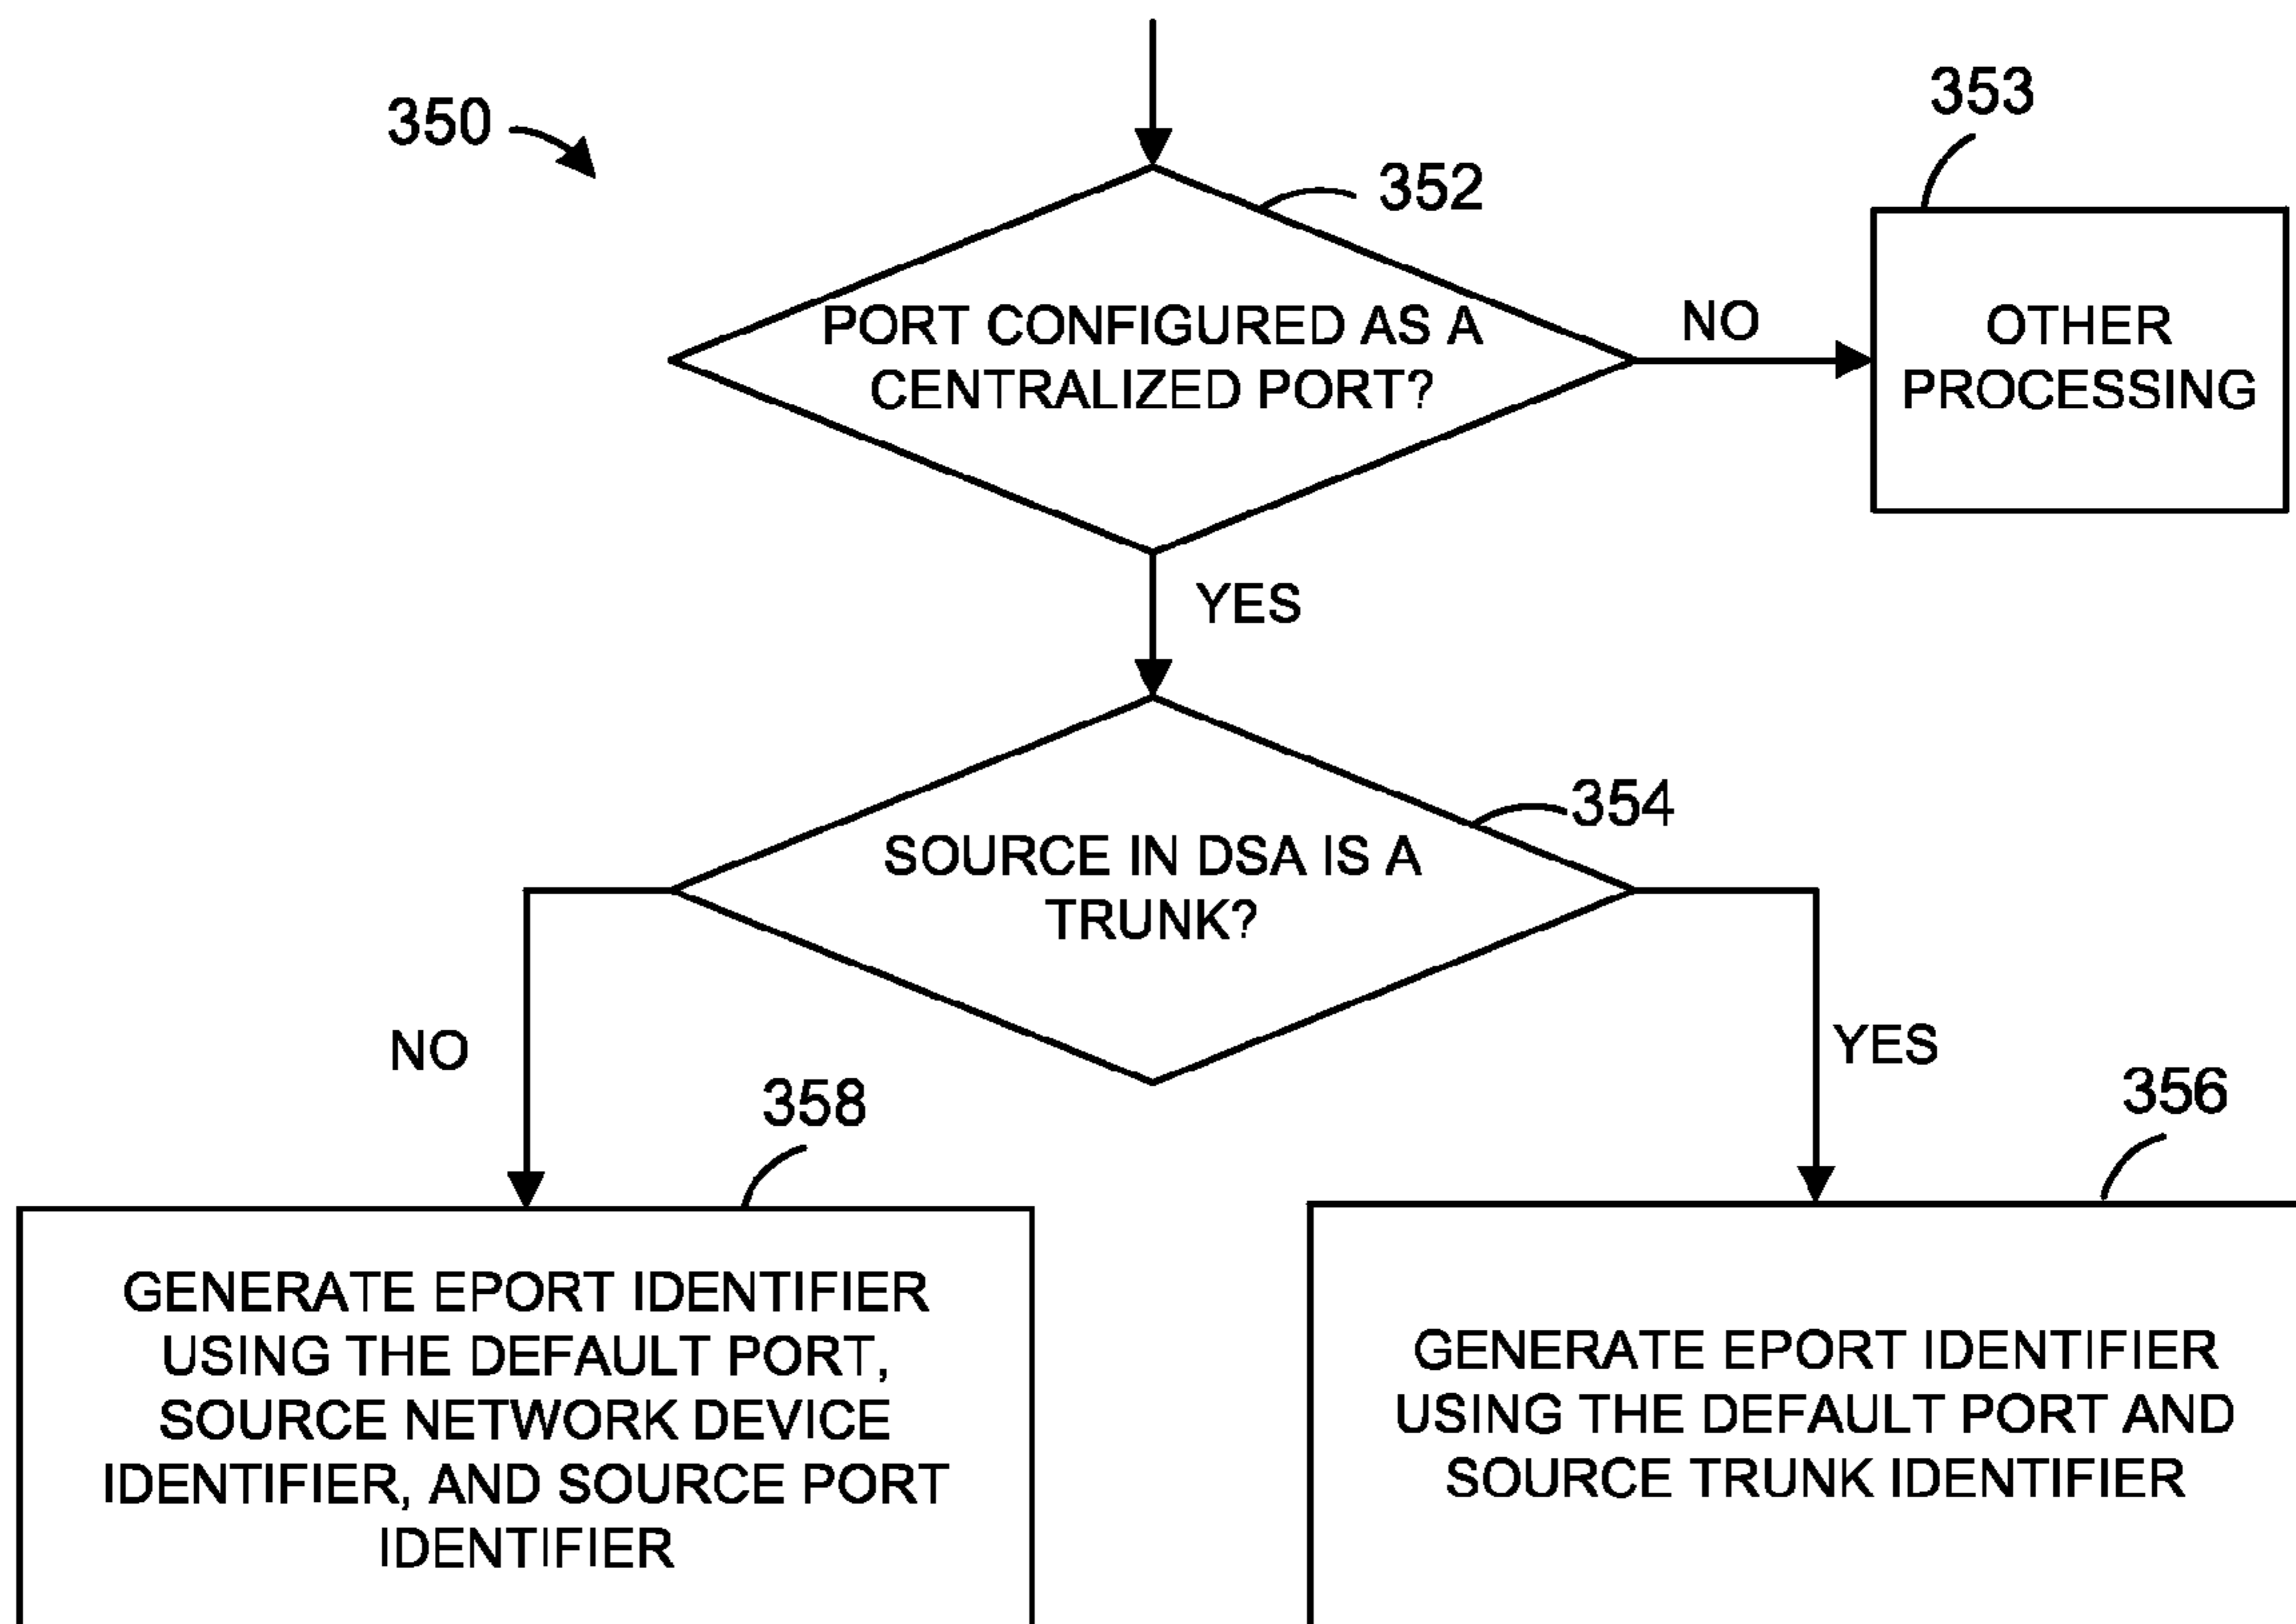 350
352
353
PORT CONFIGURED AS A
CENTRALIZED PORT?
NO
OTHER
PROCESSING
YES
354
SOURCE IN DSA IS A
TRUNK?
NO
YES
358
356
GENERATE EPORT IDENTIFIER
USING THE DEFAULT PORT,
SOURCE NETWORK DEVICE
IDENTIFIER, AND SOURCE PORT
IDENTIFIER
GENERATE EPORT IDENTIFIER
USING THE DEFAULT PORT AND
SOURCE TRUNK IDENTIFIER